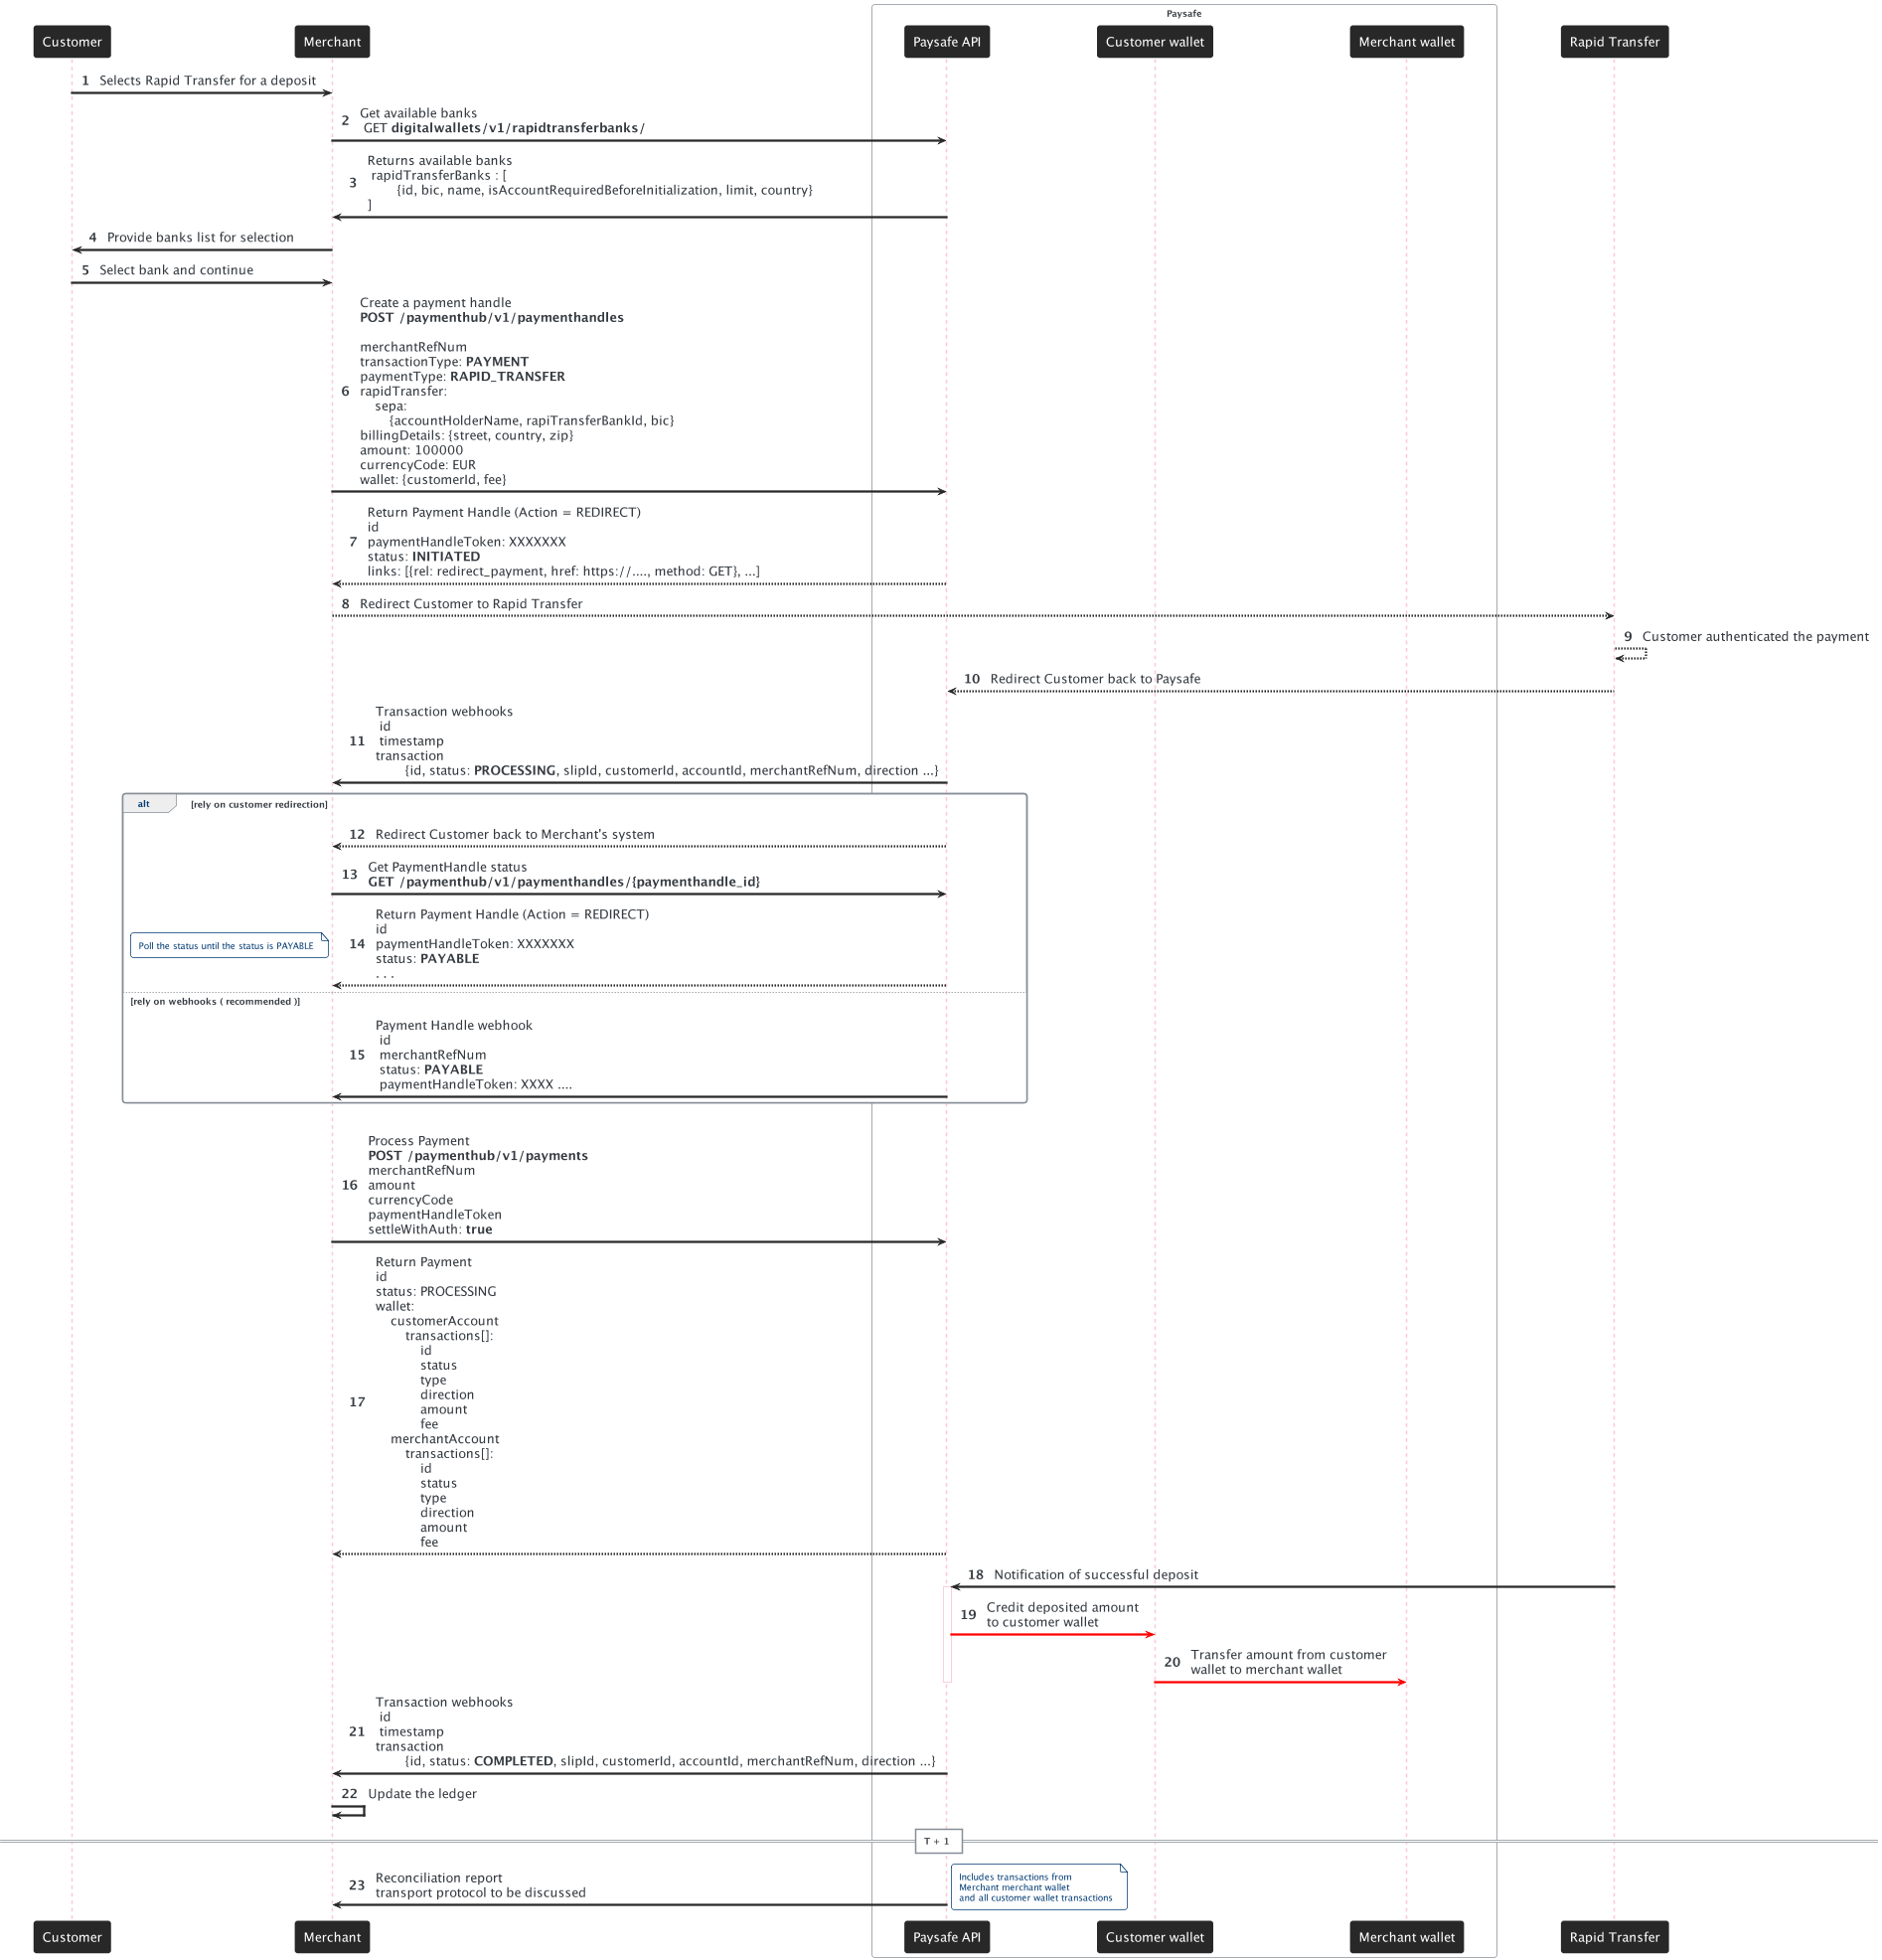 Paysafe
Customer
Merchant
Paysafe API
Customer wallet
Merchant wallet
Rapid Transfer
1 Selects Rapid Transfer for a deposit
2 Get available banks
GET digitalwallets/v1/rapidtransferbanks/
3 Returns available banks
rapidTransferBanks : [
{id, bic, name, isAccountRequiredBeforeInitialization, limit, country}
]
4 Provide banks list for selection
5 Select bank and continue
6 Create a payment handle
POST /paymenthub/v1/paymenthandles
merchantRefNum
transactionType: PAYMENT
paymentType: RAPID_TRANSFER
rapidTransfer:
sepa:
{accountHolderName, rapiTransferBankId, bic}
billingDetails: {street, country, zip}
amount: 100000
currencyCode: EUR
wallet: {customerId, fee}
7 Return Payment Handle (Action = REDIRECT)
id
paymentHandleToken: XXXXXXX
status: INITIATED
links: [{rel: redirect_payment, href: https://...., method: GET}, ...]
8 Redirect Customer to Rapid Transfer
9 Customer authenticated the payment
10 Redirect Customer back to Paysafe
11 Transaction webhooks
id
timestamp
transaction
{id, status: PROCESSING, slipId, customerId, accountId, merchantRefNum, direction ...}
alt [rely on customer redirection]
12 Redirect Customer back to Merchant's system
13 Get PaymentHandle status
GET /paymenthub/v1/paymenthandles/{paymenthandle_id}
Poll the status until the status is PAYABLE
14 Return Payment Handle (Action = REDIRECT)
id
paymentHandleToken: XXXXXXX
status: PAYABLE
. . .
[rely on webhooks ( recommended )]
15 Payment Handle webhook
id
merchantRefNum
status: PAYABLE
paymentHandleToken: XXXX ....
16 Process Payment
POST /paymenthub/v1/payments
merchantRefNum
amount
currencyCode
paymentHandleToken
settleWithAuth: true
17 Return Payment
id
status: PROCESSING
wallet:
customerAccount
transactions[]:
id
status
type
direction
amount
fee
merchantAccount
transactions[]:
id
status
type
direction
amount
fee
18 Notification of successful deposit
19 Credit deposited amount
to customer wallet
20 Transfer amount from customer
wallet to merchant wallet
21 Transaction webhooks
id
timestamp
transaction
{id, status: COMPLETED, slipId, customerId, accountId, merchantRefNum, direction ...}
22 Update the ledger
T + 1
23 Reconciliation report
transport protocol to be discussed
Includes transactions from
Merchant merchant wallet
and all customer wallet transactions
Customer
Merchant
Paysafe API
Customer wallet
Merchant wallet
Rapid Transfer